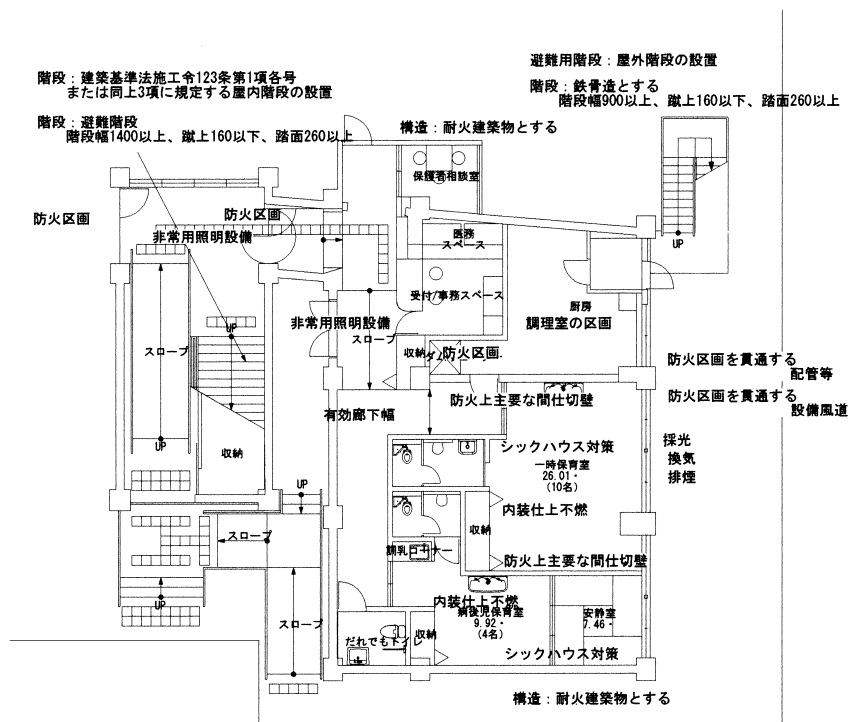 避難用階段：屋外階段の設置
階段：建築基準法施工令123条第1項各号
または同上3項に規定する屋内階段の設置
階段：鉄骨造とする
階段幅900以上、蹴上160以下、踏面260以上
階段：避難階段
階段幅1400以上、蹴上160以下、踏面260以上
構造：耐火建築物とする
保護者相談室
防火区画
防火区画
非常用照明設備
医務
スペース
UP
受付/事務スペース
厨房
調理室の区画
非常用照明設備
UP
スロープ
スロープ
収納
防火区画
防火区画を貫通する
配管等
防火上主要な間仕切壁
防火区画を貫通する
設備風道
有効廊下幅
UP
収納
シックハウス対策
採光
換気
排煙
一時保育室
26.01
(10名)
UP
内装仕上不燃
収納
スロープ
調乳コーナー
防火上主要な間仕切壁
UP
内装仕上不燃
病後児保育室
9.92
(4名)
安静室
7.46
スロープ
だれでもトイレ
収納
シックハウス対策
構造：耐火建築物とする